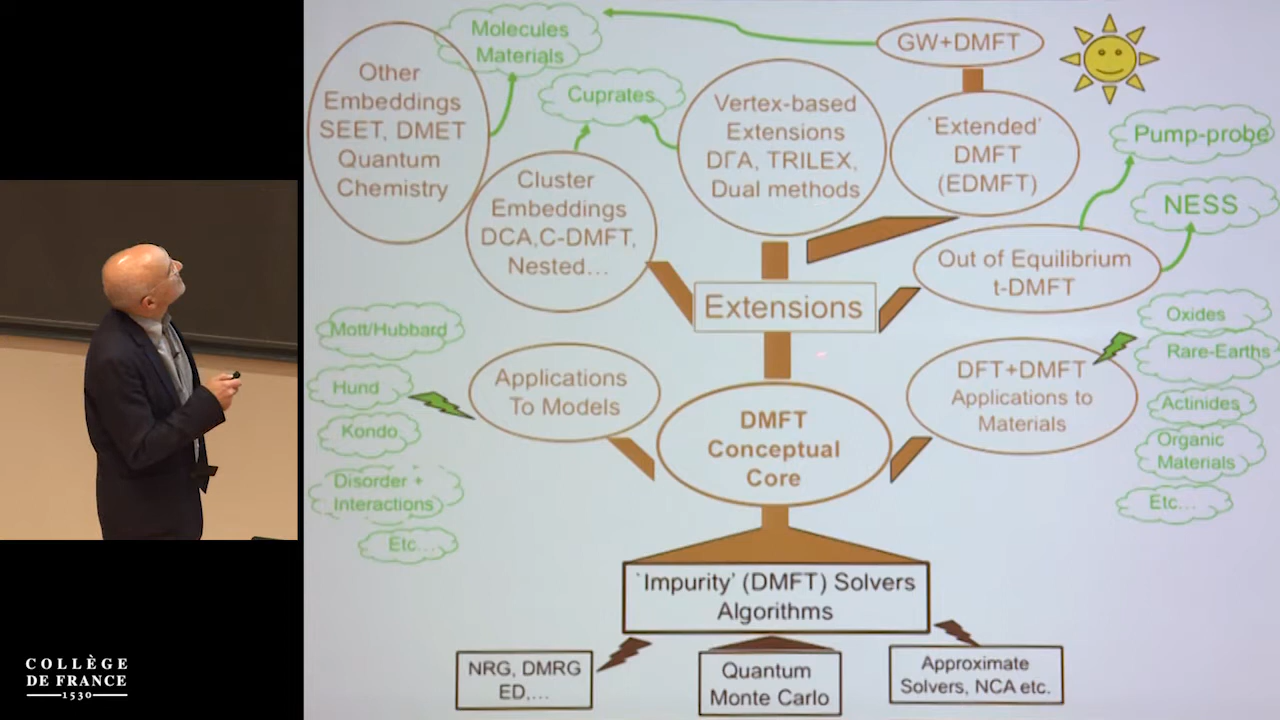 Molecules
Materials
GW+DMFT
Other
Embeddings
SEET, DMET
Quantum
Chemistry
Cuprates
Vertex-based
Extensions
DΓA, TRILEX,
Dual methods
`Extended'
DMFT
(EDMFT)
Pump-probe
NESS
Cluster
Embeddings
DCA,C-DMFT,
Nested...
Out of Equilibrium
t-DMFT
Extensions
Mott/Hubbard
Hund
Kondo
Disorder +
Interactions
Etc...
Applications
To Models
DMFT
Conceptual
Core
DFT+DMFT
Applications to
Materials
Oxides
Rare-Earths
Actinides
Organic
Materials
Etc...
`Impurity' (DMFT) Solvers
Algorithms
NRG, DMRG
ED,...
Quantum
Monte Carlo
Approximate
Solvers, NCA etc.
COLLÈGE
DE FRANCE
1530